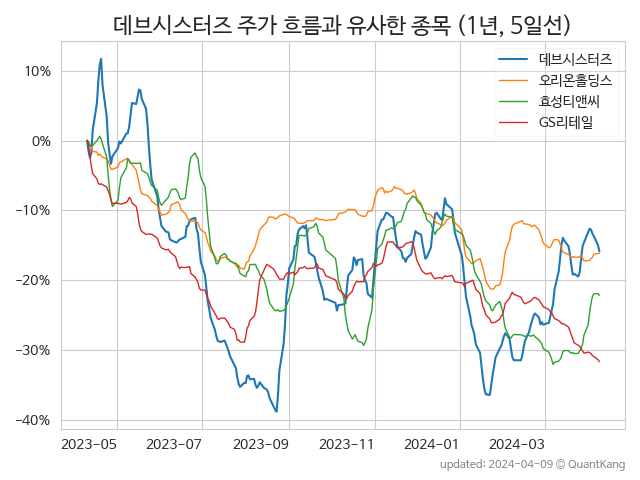 데브시스터즈 주가 흐름과 유사한 종목 (1년, 5일선)
데브시스터즈
오리온홀딩스
효성티앤씨
GS리테일
10%
0%
−10%
−20%
−30%
−40%
2023-05 2023-07 2023-09 2023-11 2024-01 2024-03
updated: 2024-04-09 © QuantKang